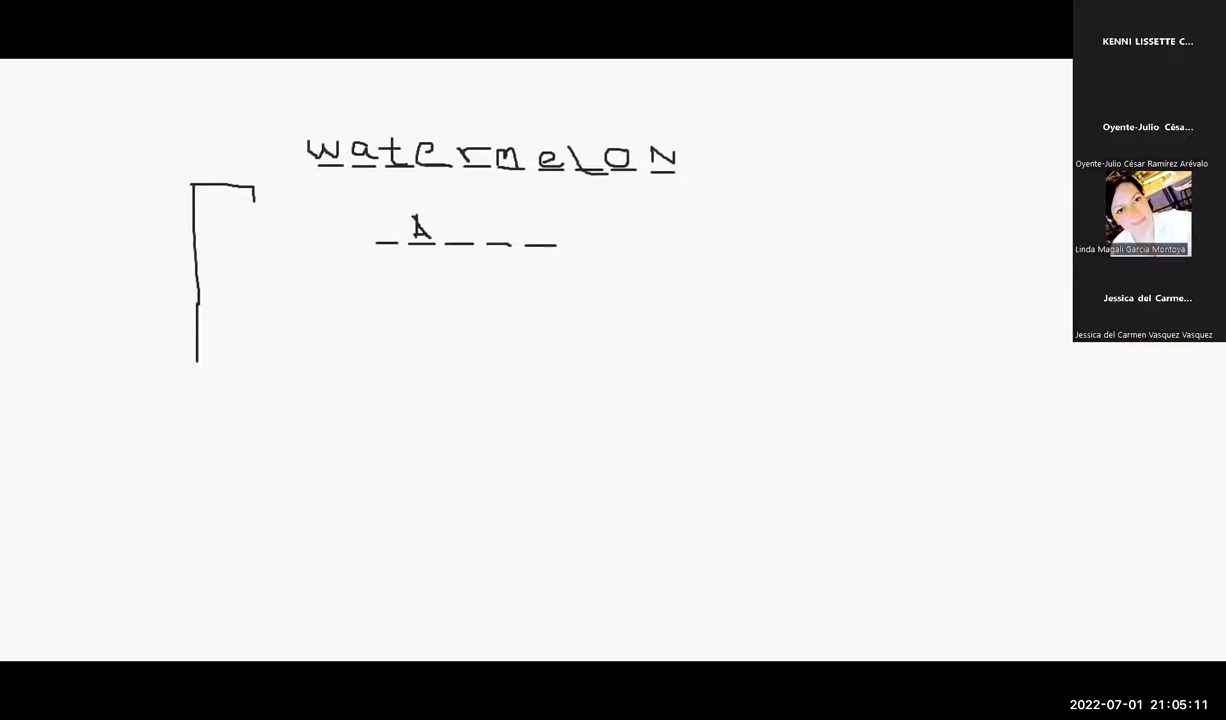 KENNI LISSETTE C...
Oyente-Julio Césa...
Oyente-Julio César Ramírez Arévalo
Linda Magali Garcia Montoya
Jessica del Carme...
Jessica del Carmen Vasquez Vasquez
watermeloN
_ A _ _ _
2022-07-01 21:05:11